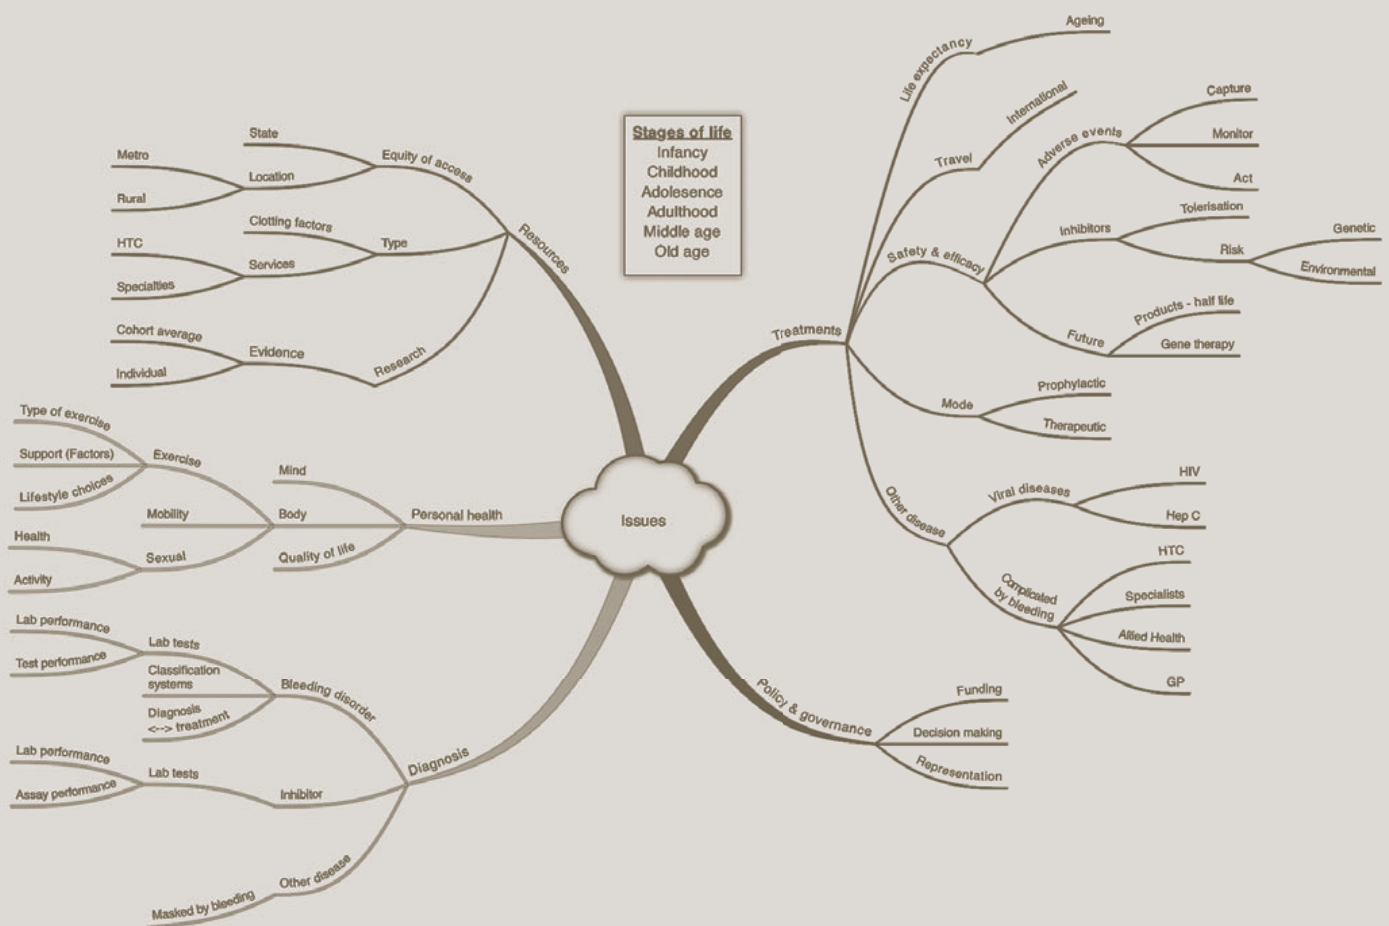 Stages of life
Infancy
Childhood
Adolesence
Adulthood
Middle age
Old age
Issues
Resources
Equity of access
State
Location
Metro
Rural
Type
Clotting factors
Services
HTC
Specialties
Research
Evidence
Cohort average
Individual
Personal health
Mind
Body
Quality of life
Exercise
Type of exercise
Support (Factors)
Lifestyle choices
Mobility
Sexual
Health
Activity
Diagnosis
Bleeding disorder
Lab tests
Lab performance
Test performance
Classification
systems
Diagnosis
<--> treatment
Inhibitor
Lab tests
Lab performance
Assay performance
Other disease
Masked by bleeding
Treatments
Life expectancy
Ageing
Travel
International
Safety & efficacy
Adverse events
Capture
Monitor
Act
Inhibitors
Tolerisation
Risk
Genetic
Environmental
Future
Products - half life
Gene therapy
Mode
Prophylactic
Therapeutic
Other disease
Viral diseases
HIV
Hep C
Complicated
by bleeding
HTC
Specialists
Allied Health
GP
Policy & governance
Funding
Decision making
Representation